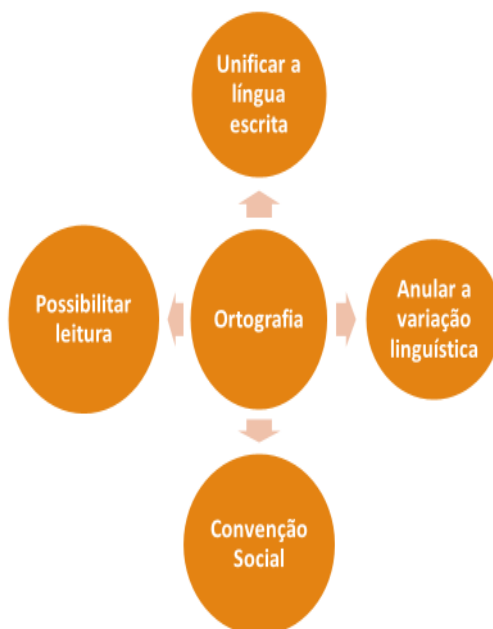 Unificar a
língua
escrita
Possibilitar
leitura
Ortografia
Anular a
variação
linguística
Convenção
Social